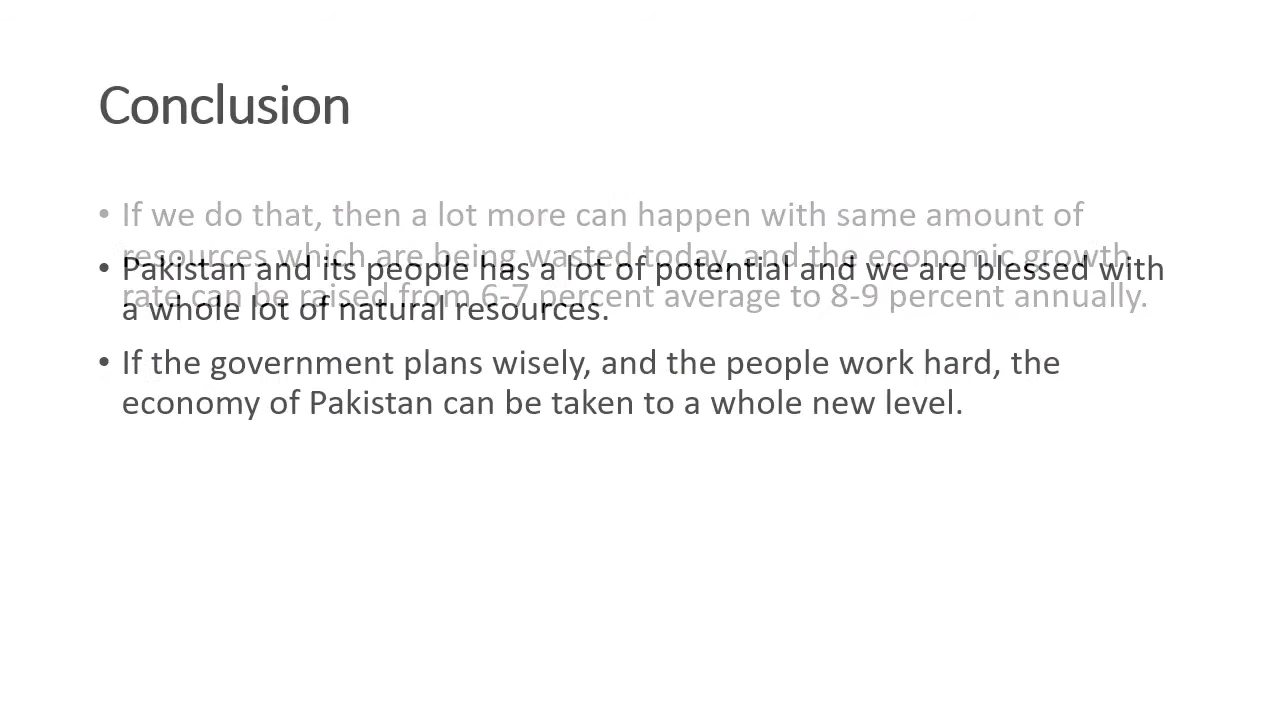 Conclusion
• If we do that, then a lot more can happen with same amount of
resources which are being wasted today, and the economic growth
rate can be raised from 6-7 percent average to 8-9 percent annually.
• Pakistan and its people has a lot of potential and we are blessed with
a whole lot of natural resources.
• If the government plans wisely, and the people work hard, the
economy of Pakistan can be taken to a whole new level.